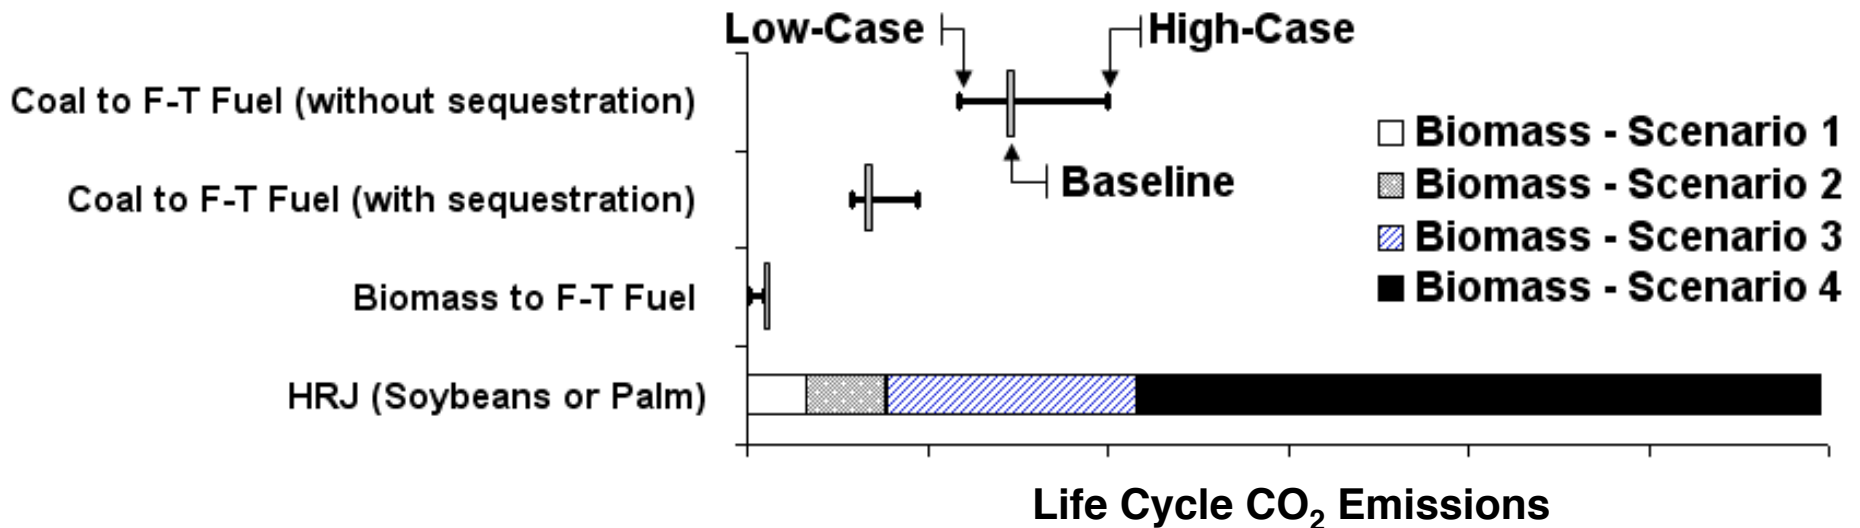 Low-Case
High-Case
Coal to F-T Fuel (without sequestration)
Biomass - Scenario 1
Baseline
Biomass - Scenario 2
Coal to F-T Fuel (with sequestration)
Biomass - Scenario 3
Biomass - Scenario 4
Biomass to F-T Fuel
HRJ (Soybeans or Palm)
Life Cycle CO₂ Emissions